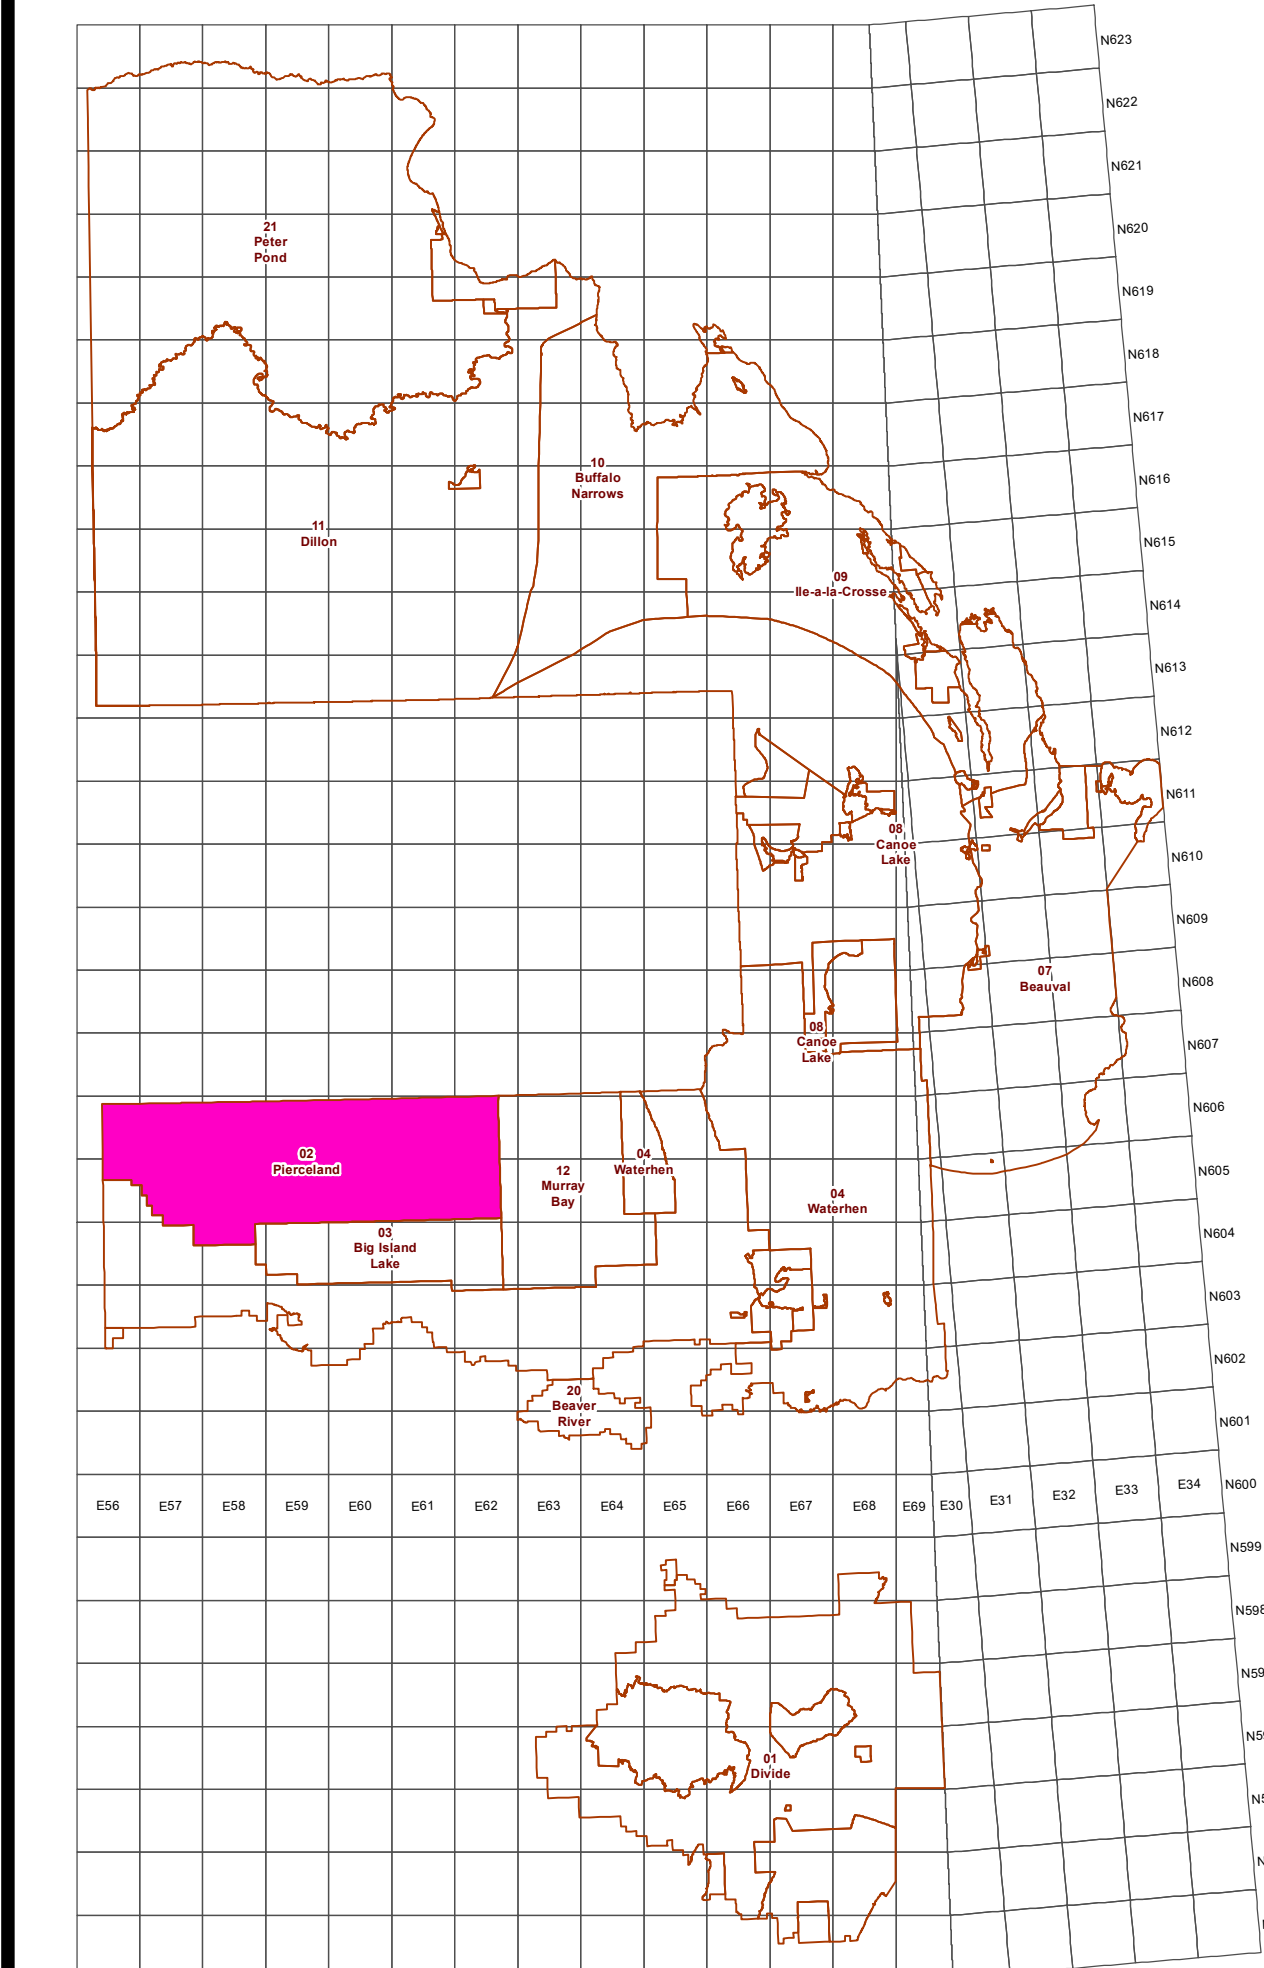 N623
N622
N621
N620
N619
N618
N617
N616
N615
N614
N613
N612
N611
N610
N609
N608
N607
N606
N605
N604
N603
N602
N601
N600
N599
N598
N59
N59
N5
N
21
Peter
Pond
10
Buffalo
Narrows
11
Dillon
09
Ile-a-la-Crosse
08
Canoe
Lake
07
Beauval
08
Canoe
Lake
02
Pierceland
04
Waterhen
12
Murray
Bay
04
Waterhen
03
Big Island
Lake
20
Beaver
River
E56 E57 E58 E59 E60 E61 E62 E63 E64 E65 E66 E67 E68 E69 E30 E31 E32 E33 E34
01
Divide